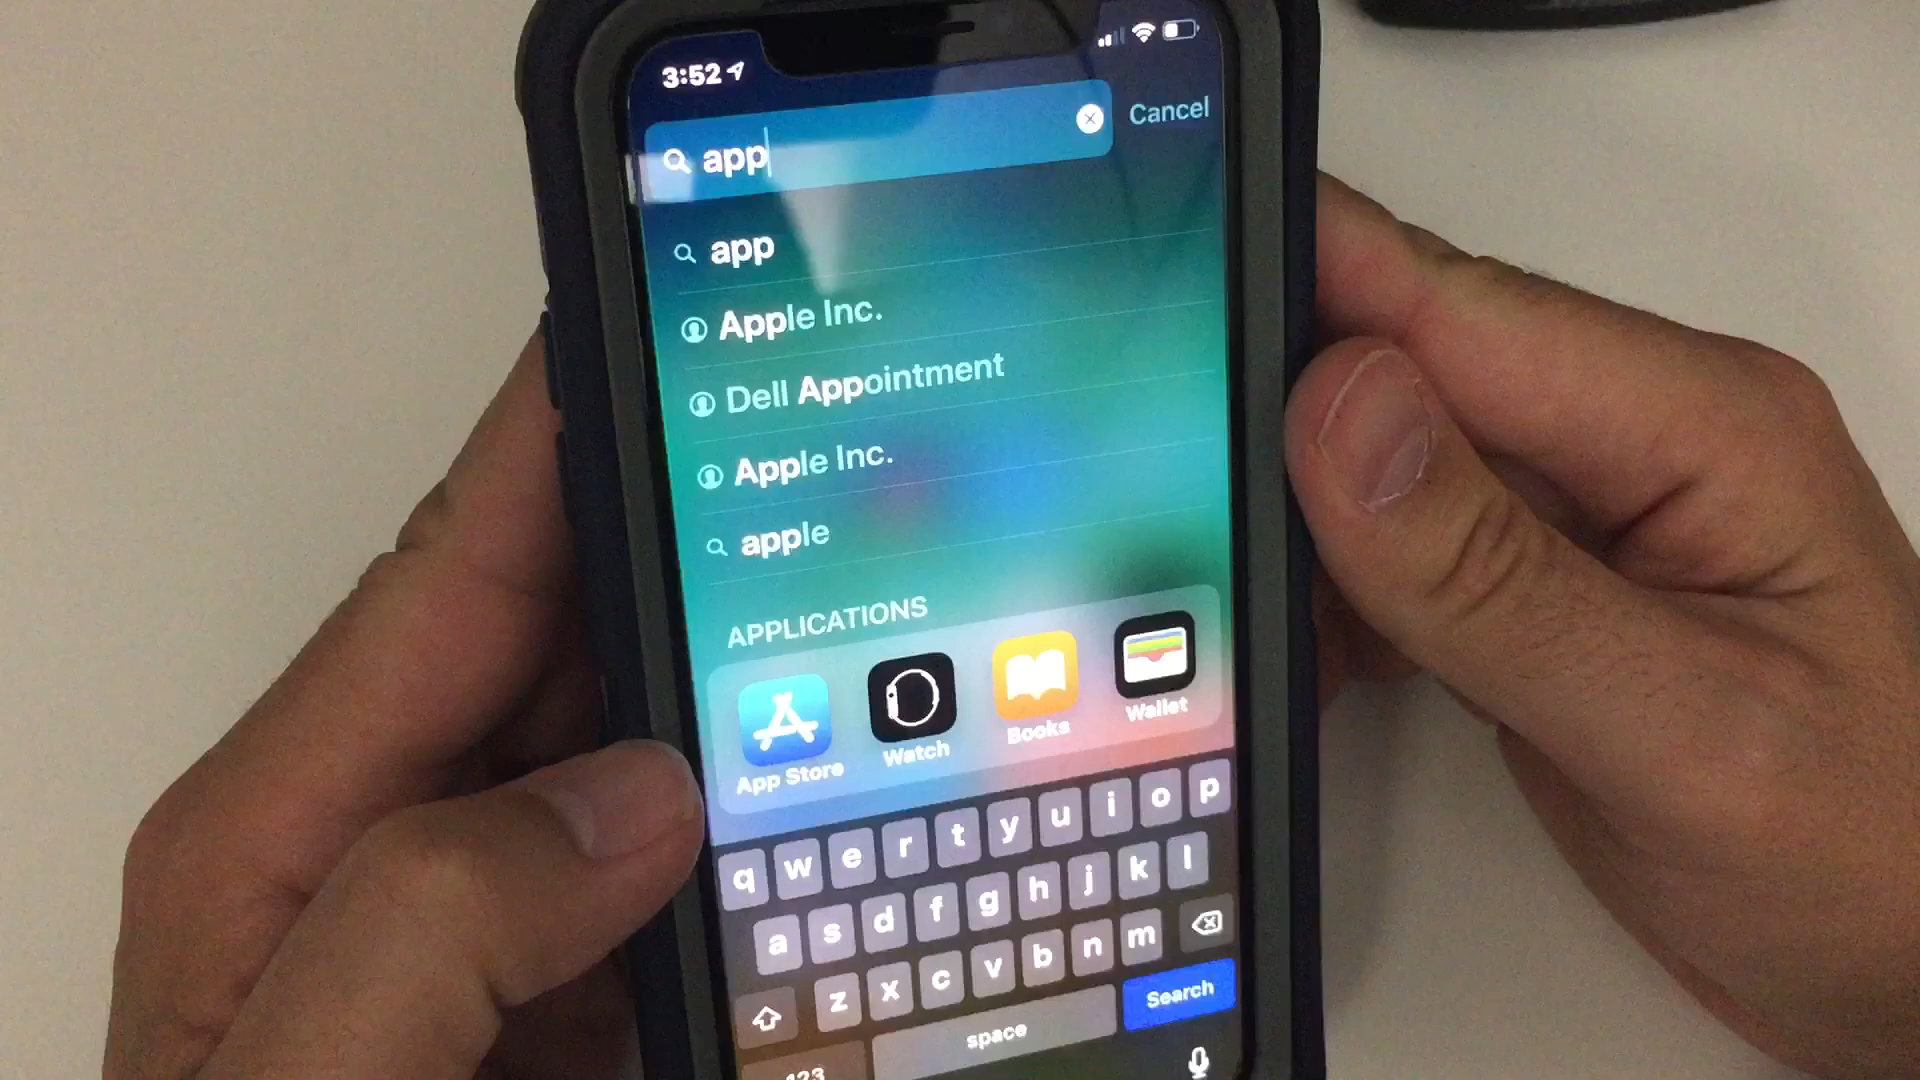 3:52
app
Cancel
app
Apple Inc.
Dell Appointment
Apple Inc.
apple
APPLICATIONS
App Store
Watch
Books
Wallet
q w e r t y u i o p
a s d f g h j k l
z x c v b n m
123
space
Search